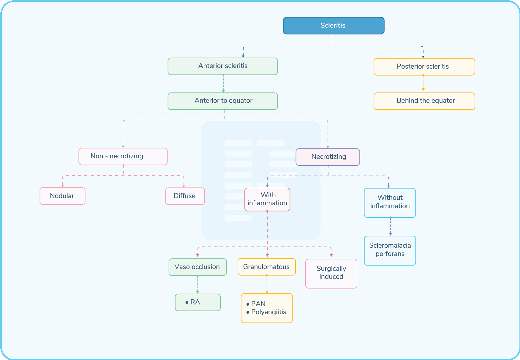 Scleritis
Anterior scleritis
Posterior scleritis
Anterior to equator
Behind the equator
Non - necrotizing
Necrotizing
Nodular
Diffuse
With
inflammation
Without
inflammation
Scleromalacia
porforans
Vaso occlusion
Granulomatous
Surgically
induced
• RA
• PAN
• Polyangiitis